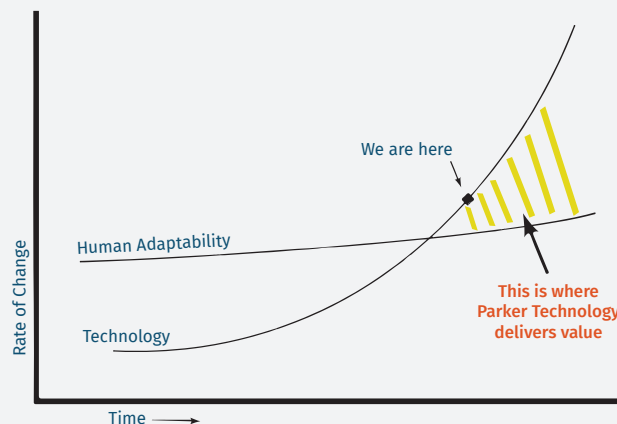 We are here
Human Adaptability
Technology
This is where
Parker Technology
delivers value
Rate of Change
Time